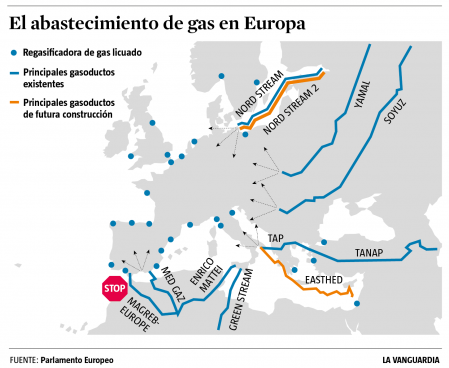 El abastecimiento de gas en Europa
Regasificadora de gas licuado
Principales gasoductos
existentes
Principales gasoductos
de futura construcción
NORD STREAM
NORD STREAM 2
YAMAL
SOYUZ
TAP
TANAP
EASTHED
STOP
MAGREB-
EUROPE
MED GAZ
ENRICO
MATTEI
GREEN STREAM
FUENTE: Parlamento Europeo
LA VANGUARDIA